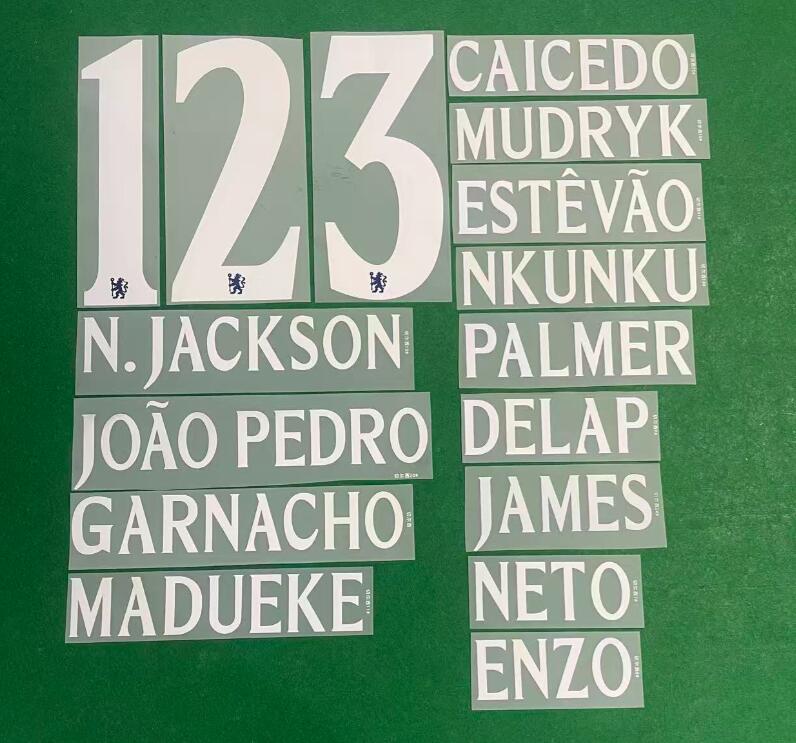 1 2 3
N. JACKSON
JOÃO PEDRO
GARNACHO
MADUEKE
CAICEDO
MUDRYK
ESTÊVÃO
NKUNKU
PALMER
DELAP
JAMES
NETO
ENZO